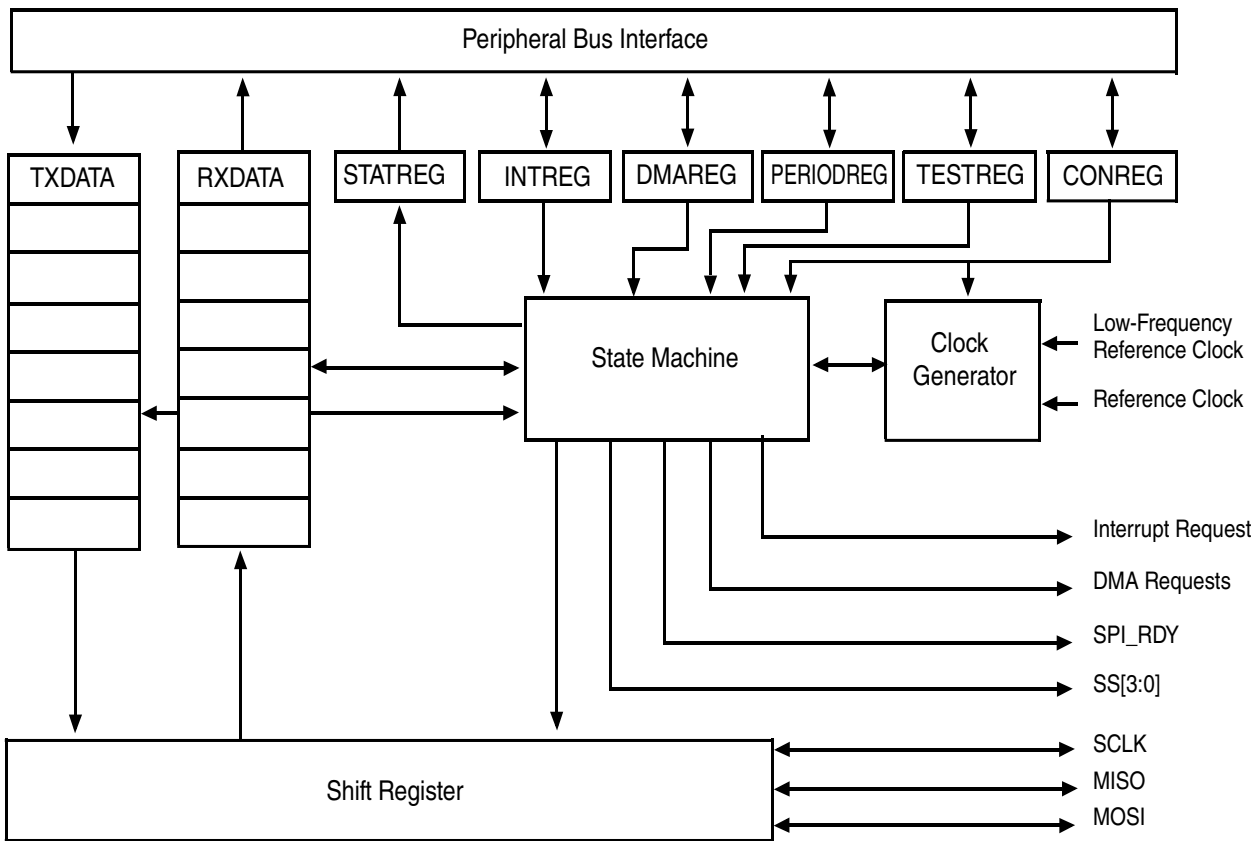 Peripheral Bus Interface
TXDATA
RXDATA
STATREG
INTREG
DMAREG
PERIODREG
TESTREG
CONREG
State Machine
Clock
Generator
Low-Frequency
Reference Clock
Reference Clock
Interrupt Request
DMA Requests
SPI_RDY
SS[3:0]
Shift Register
SCLK
MISO
MOSI